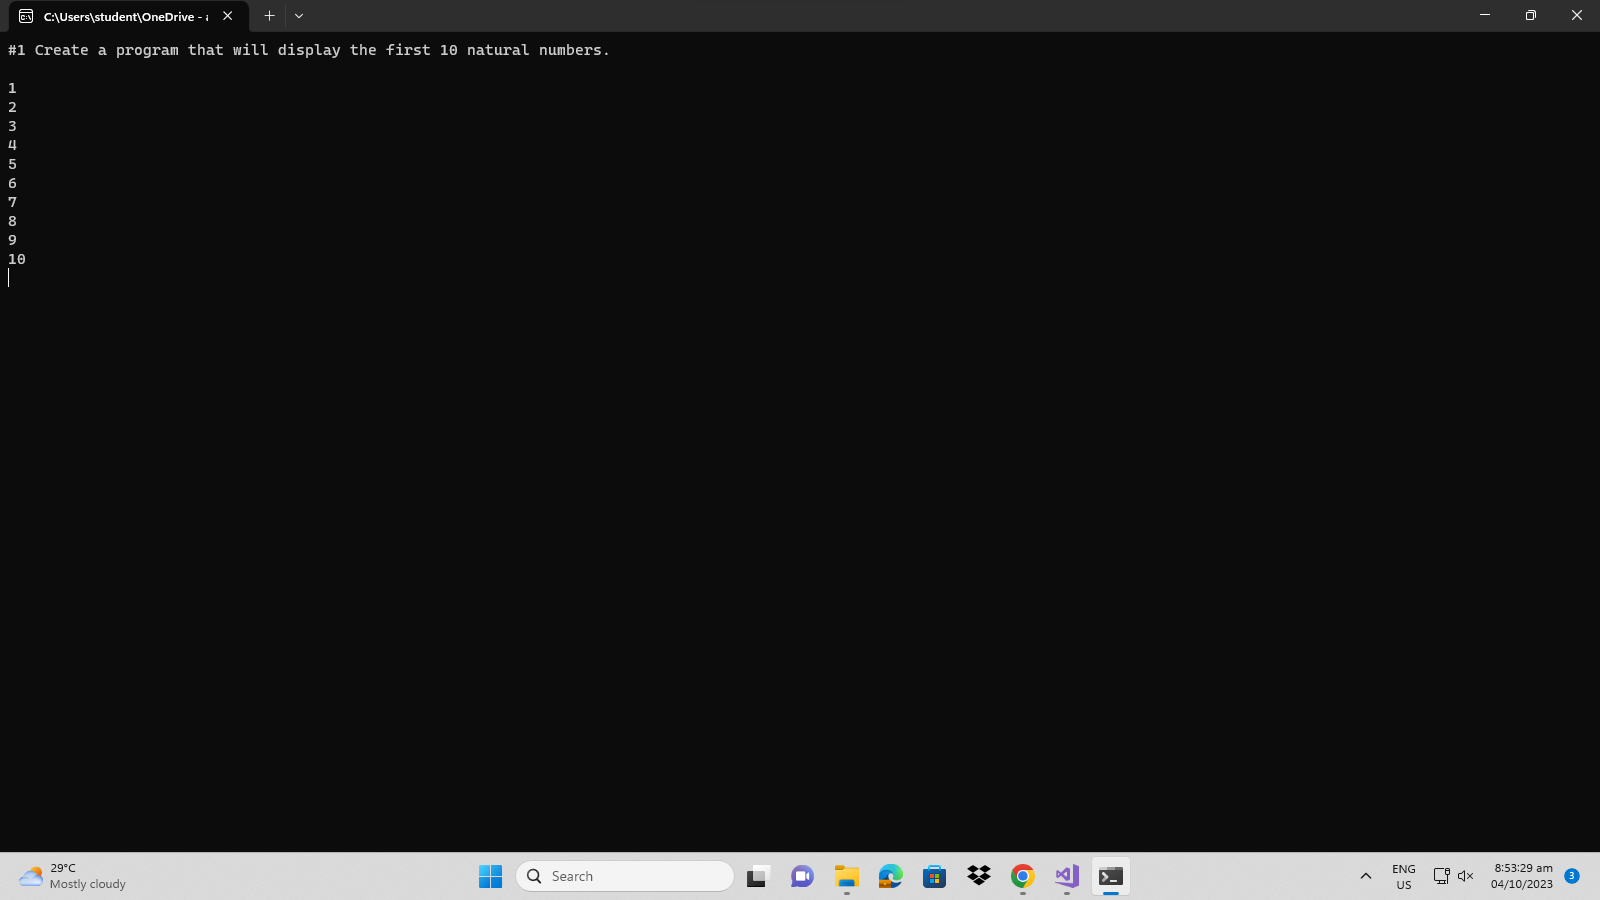 C:\Users\student\OneDrive - a
#1 Create a program that will display the first 10 natural numbers.
1
2
3
4
5
6
7
8
9
10
29°C
Mostly cloudy
Search
ENG
US
8:53:29 am
04/10/2023
3